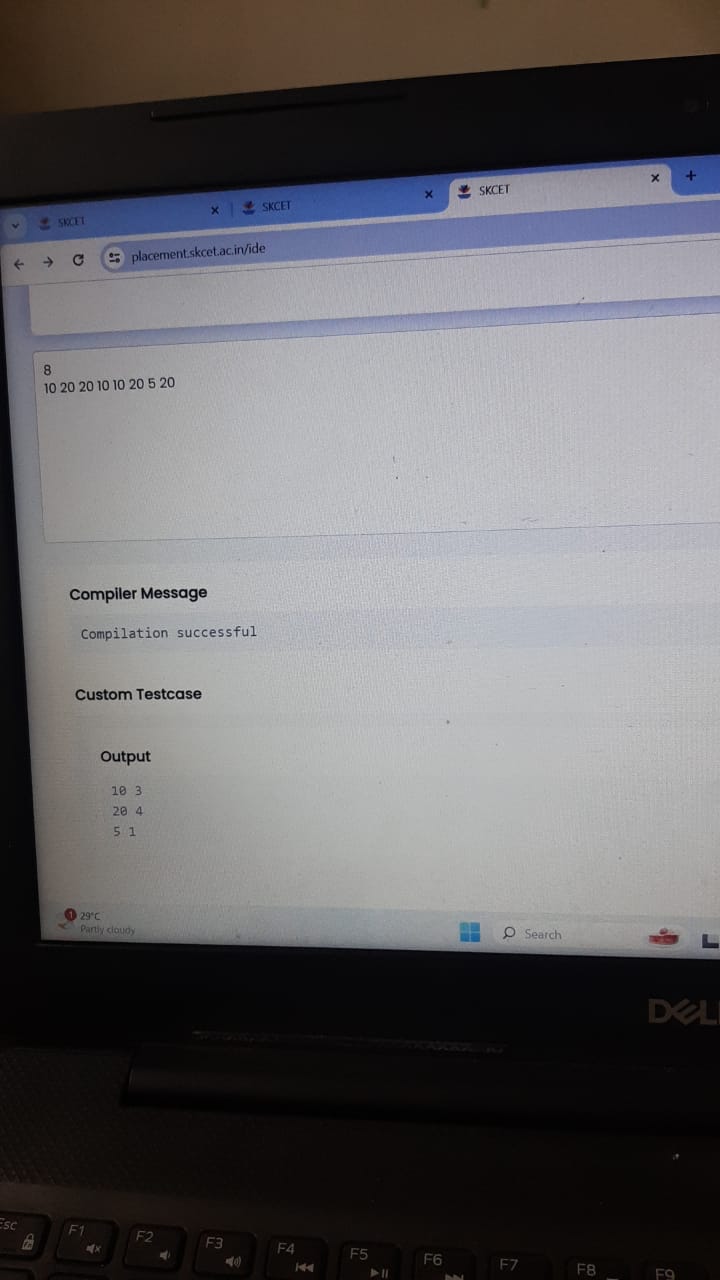 SKCET
SKCET
SKCET
placement.skcet.ac.in/ide
8
10 20 20 10 10 20 5 20
Compiler Message
Compilation successful
Custom Testcase
Output
10 3
20 4
5 1
1
29°C
Partly cloudy
Search
DELL
Esc
F1
F2
F3
F4
F5
F6
F7
F8
F9